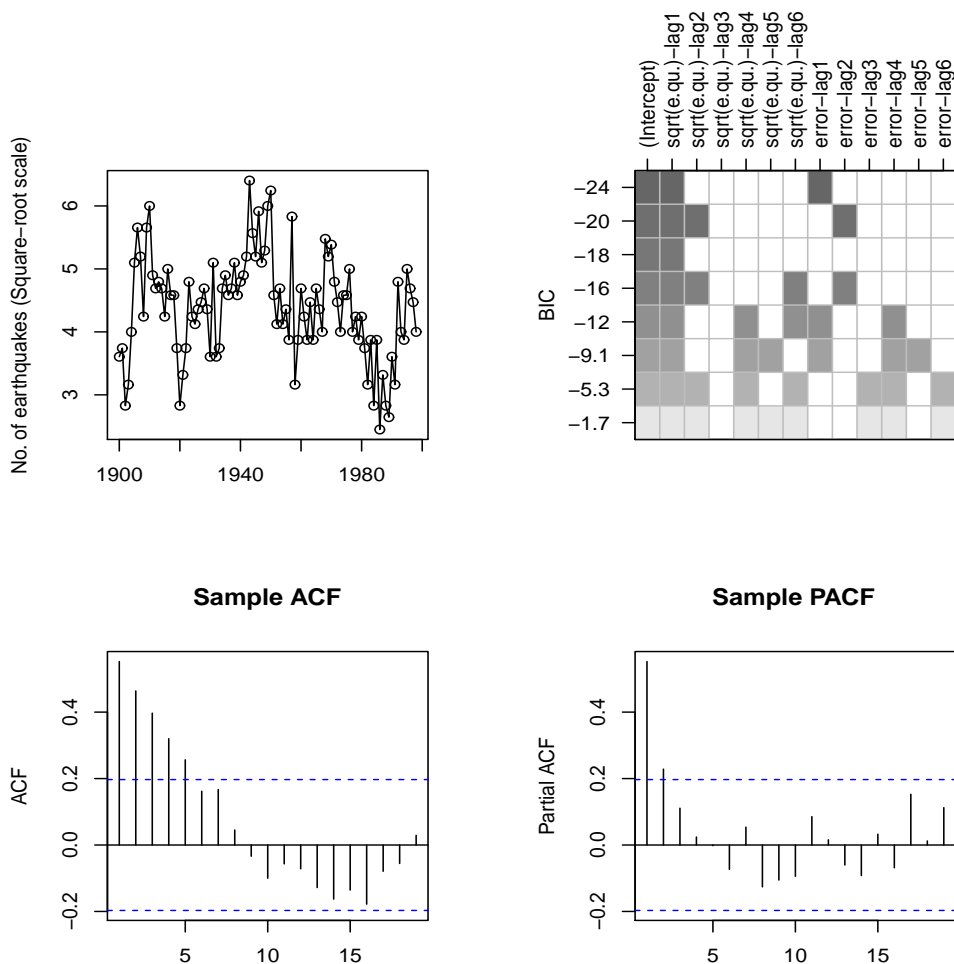 No. of earthquakes (Square−root scale)
6
5
4
3
1900
1940
1980
(Intercept)
sqrt(e.qu.)−lag1
sqrt(e.qu.)−lag2
sqrt(e.qu.)−lag3
sqrt(e.qu.)−lag4
sqrt(e.qu.)−lag5
sqrt(e.qu.)−lag6
error−lag1
error−lag2
error−lag3
error−lag4
error−lag5
error−lag6
BIC
−24
−20
−18
−16
−12
−9.1
−5.3
−1.7
Sample ACF
ACF
0.4
0.2
0.0
−0.2
5
10
15
Sample PACF
Partial ACF
0.4
0.2
0.0
−0.2
5
10
15